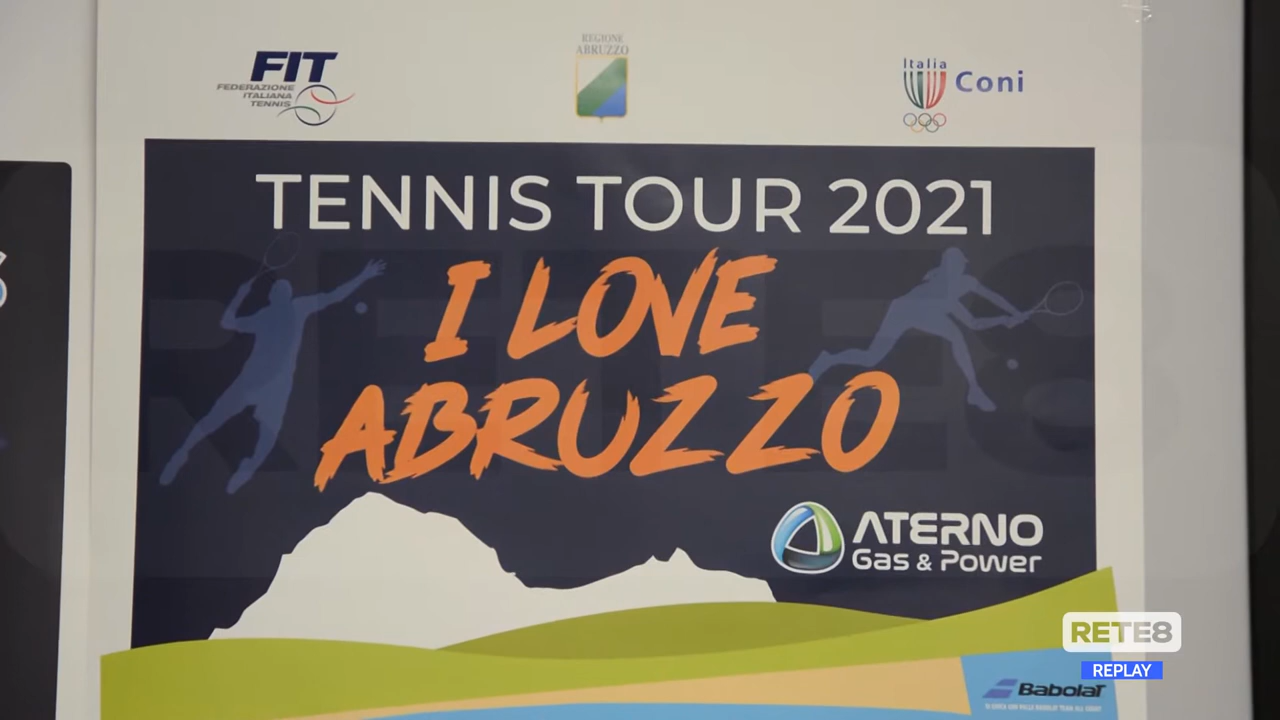 FIT
FEDERAZIONE
ITALIANA
TENNIS
REGIONE
ABRUZZO
Italia
Coni
TENNIS TOUR 2021
I LOVE
ABRUZZO
ATERNO
Gas & Power
RETE8
REPLAY
Babolat